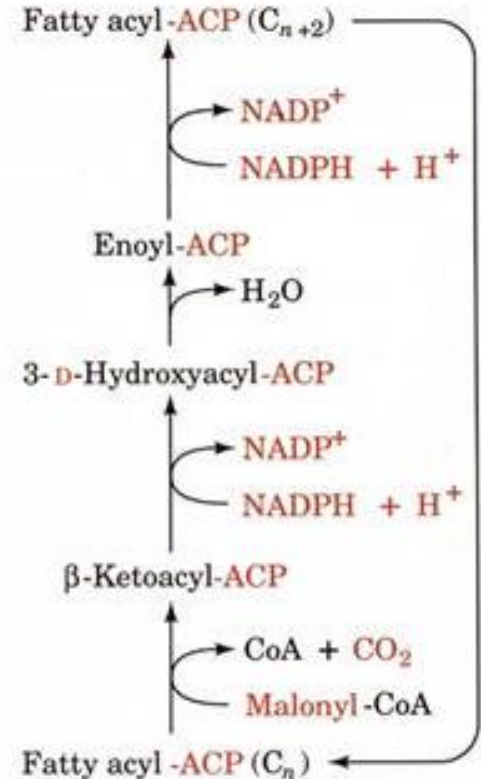 Fatty acyl-ACP (Cₙ₊₂)
NADP⁺
NADPH + H⁺
Enoyl-ACP
H₂O
3-D-Hydroxyacyl-ACP
NADP⁺
NADPH + H⁺
β-Ketoacyl-ACP
CoA + CO₂
Malonyl-CoA
Fatty acyl-ACP (Cₙ)